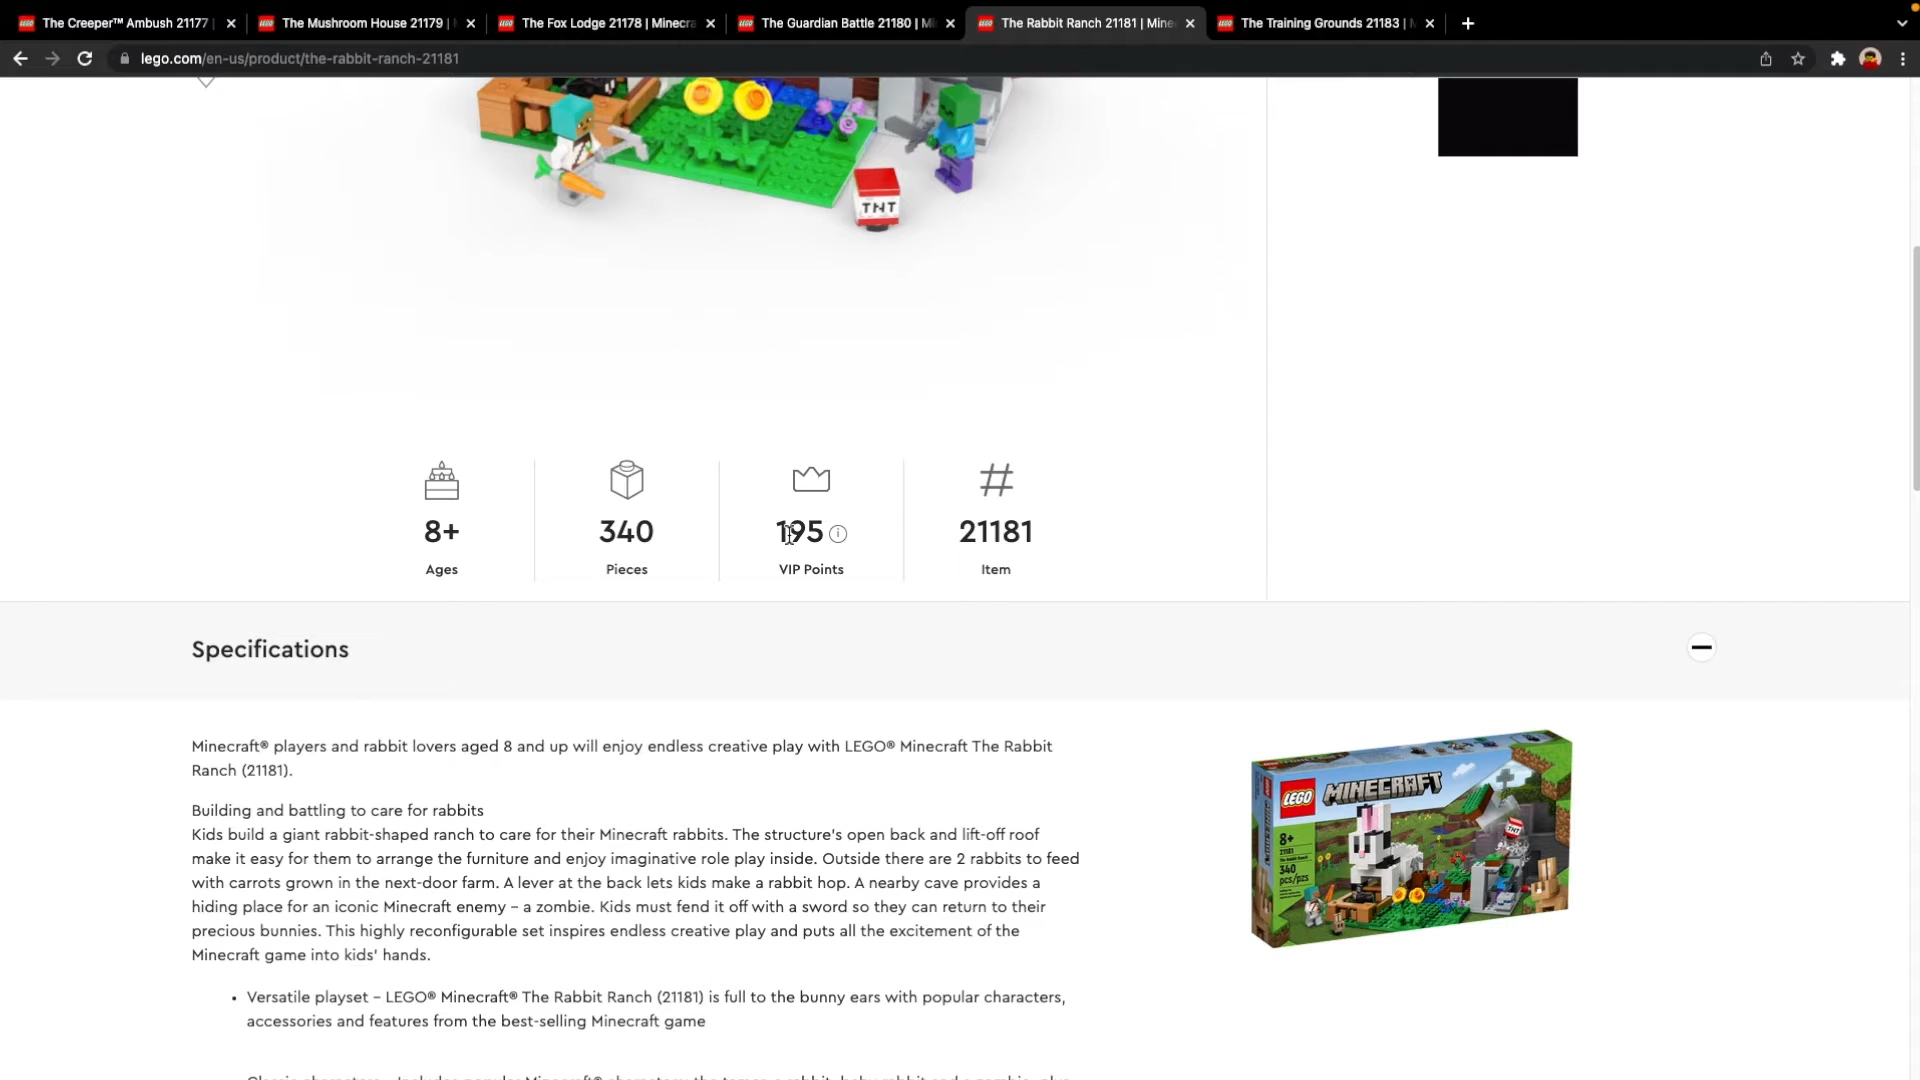 The Creeper™ Ambush 21177 |
The Mushroom House 21179 |
The Fox Lodge 21178 | Minecra
The Guardian Battle 21180 | Mi
The Rabbit Ranch 21181 | Mine
The Training Grounds 21183 |
lego.com/en-us/product/the-rabbit-ranch-21181
TNT
8+
340
195
21181
Ages
Pieces
VIP Points
Item
Specifications
Minecraft® players and rabbit lovers aged 8 and up will enjoy endless creative play with LEGO® Minecraft The Rabbit
Ranch (21181).
Building and battling to care for rabbits
Kids build a giant rabbit-shaped ranch to care for their Minecraft rabbits. The structure's open back and lift-off roof
make it easy for them to arrange the furniture and enjoy imaginative role play inside. Outside there are 2 rabbits to feed
with carrots grown in the next-door farm. A lever at the back lets kids make a rabbit hop. A nearby cave provides a
hiding place for an iconic Minecraft enemy – a zombie. Kids must fend it off with a sword so they can return to their
precious bunnies. This highly reconfigurable set inspires endless creative play and puts all the excitement of the
Minecraft game into kids' hands.
• Versatile playset – LEGO® Minecraft® The Rabbit Ranch (21181) is full to the bunny ears with popular characters,
accessories and features from the best-selling Minecraft game
LEGO
MINECRAFT
8+
21181
340
pcs/pzs
TNT